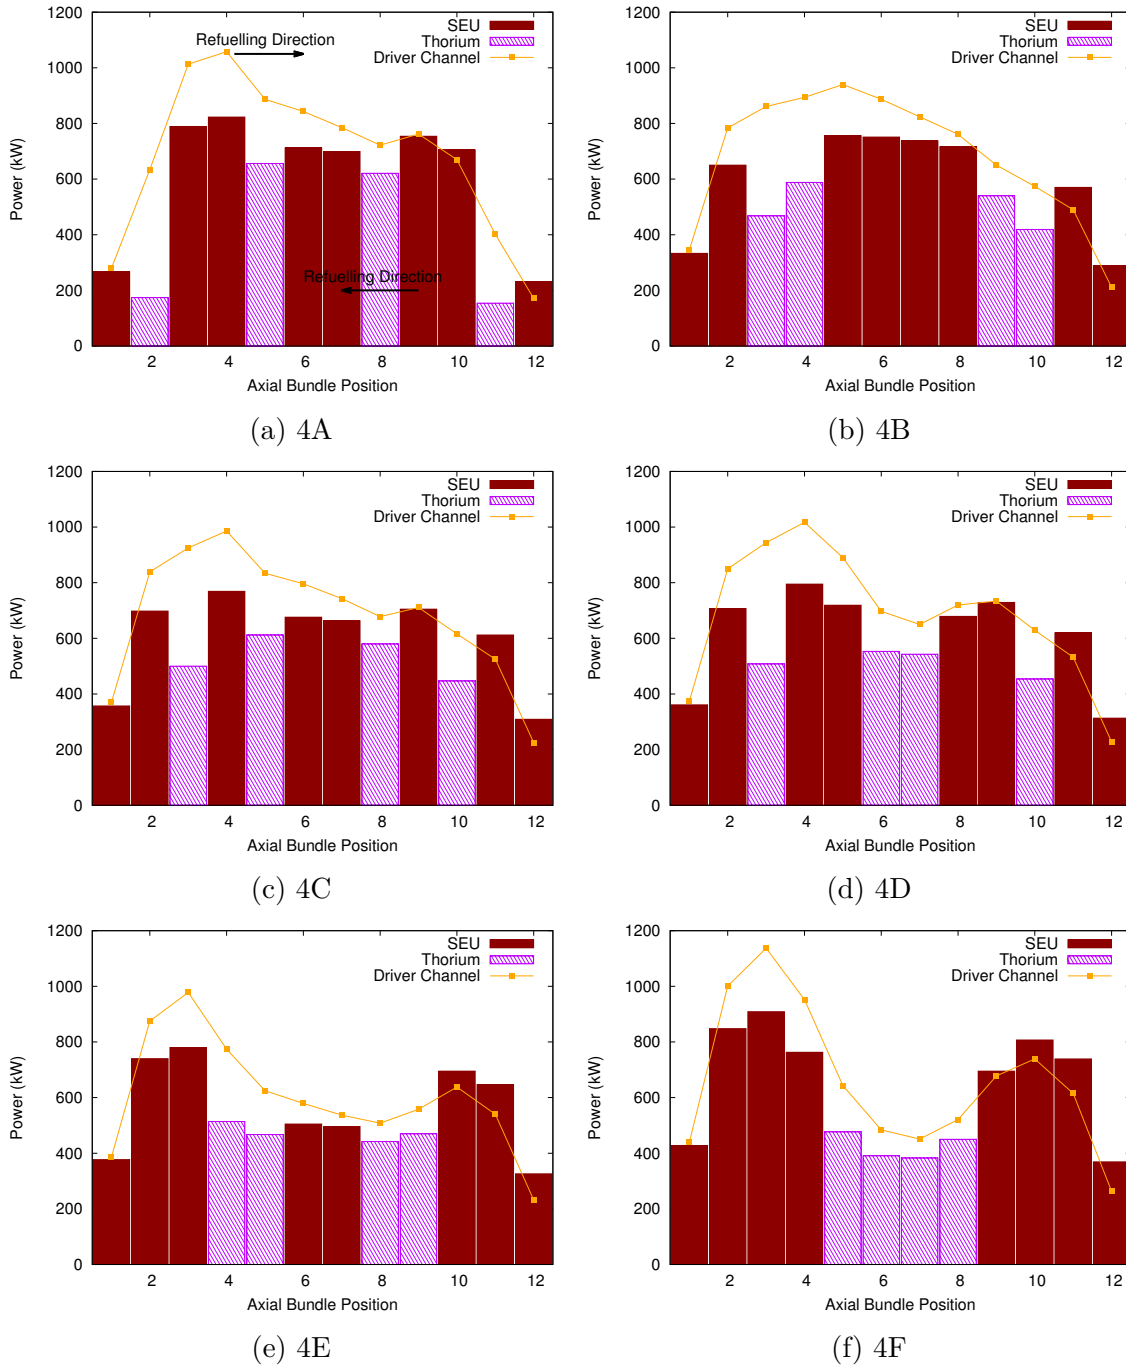 1200
1000
800
600
400
200
0
Power (kW)
SEU
Thorium
Driver Channel
Refuelling Direction
Refuelling Direction
2 4 6 8 10 12
Axial Bundle Position
(a) 4A
1200
1000
800
600
400
200
0
Power (kW)
SEU
Thorium
Driver Channel
2 4 6 8 10 12
Axial Bundle Position
(b) 4B
1200
1000
800
600
400
200
0
Power (kW)
SEU
Thorium
Driver Channel
2 4 6 8 10 12
Axial Bundle Position
(c) 4C
1200
1000
800
600
400
200
0
Power (kW)
SEU
Thorium
Driver Channel
2 4 6 8 10 12
Axial Bundle Position
(d) 4D
1200
1000
800
600
400
200
0
Power (kW)
SEU
Thorium
Driver Channel
2 4 6 8 10 12
Axial Bundle Position
(e) 4E
1200
1000
800
600
400
200
0
Power (kW)
SEU
Thorium
Driver Channel
2 4 6 8 10 12
Axial Bundle Position
(f) 4F